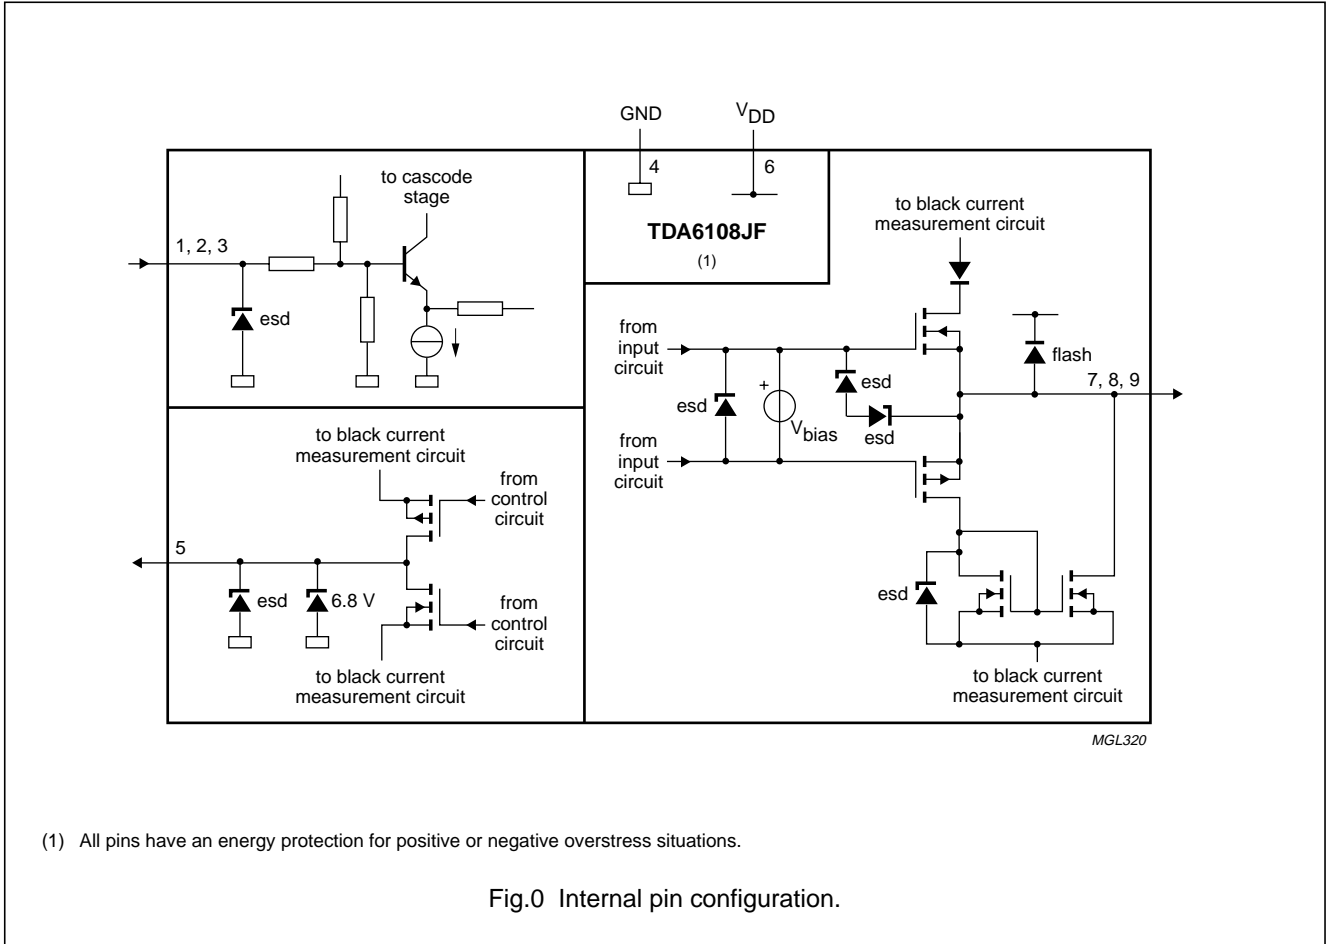 GND
VDD
4
6
TDA6108JF
(1)
to cascode
stage
1, 2, 3
esd
to black current
measurement circuit
from
input
circuit
flash
7, 8, 9
esd
esd
+
Vbias
esd
from
input
circuit
esd
to black current
measurement circuit
to black current
measurement circuit
from
control
circuit
5
esd
6.8 V
from
control
circuit
to black current
measurement circuit
MGL320
(1) All pins have an energy protection for positive or negative overstress situations.
Fig.0 Internal pin configuration.